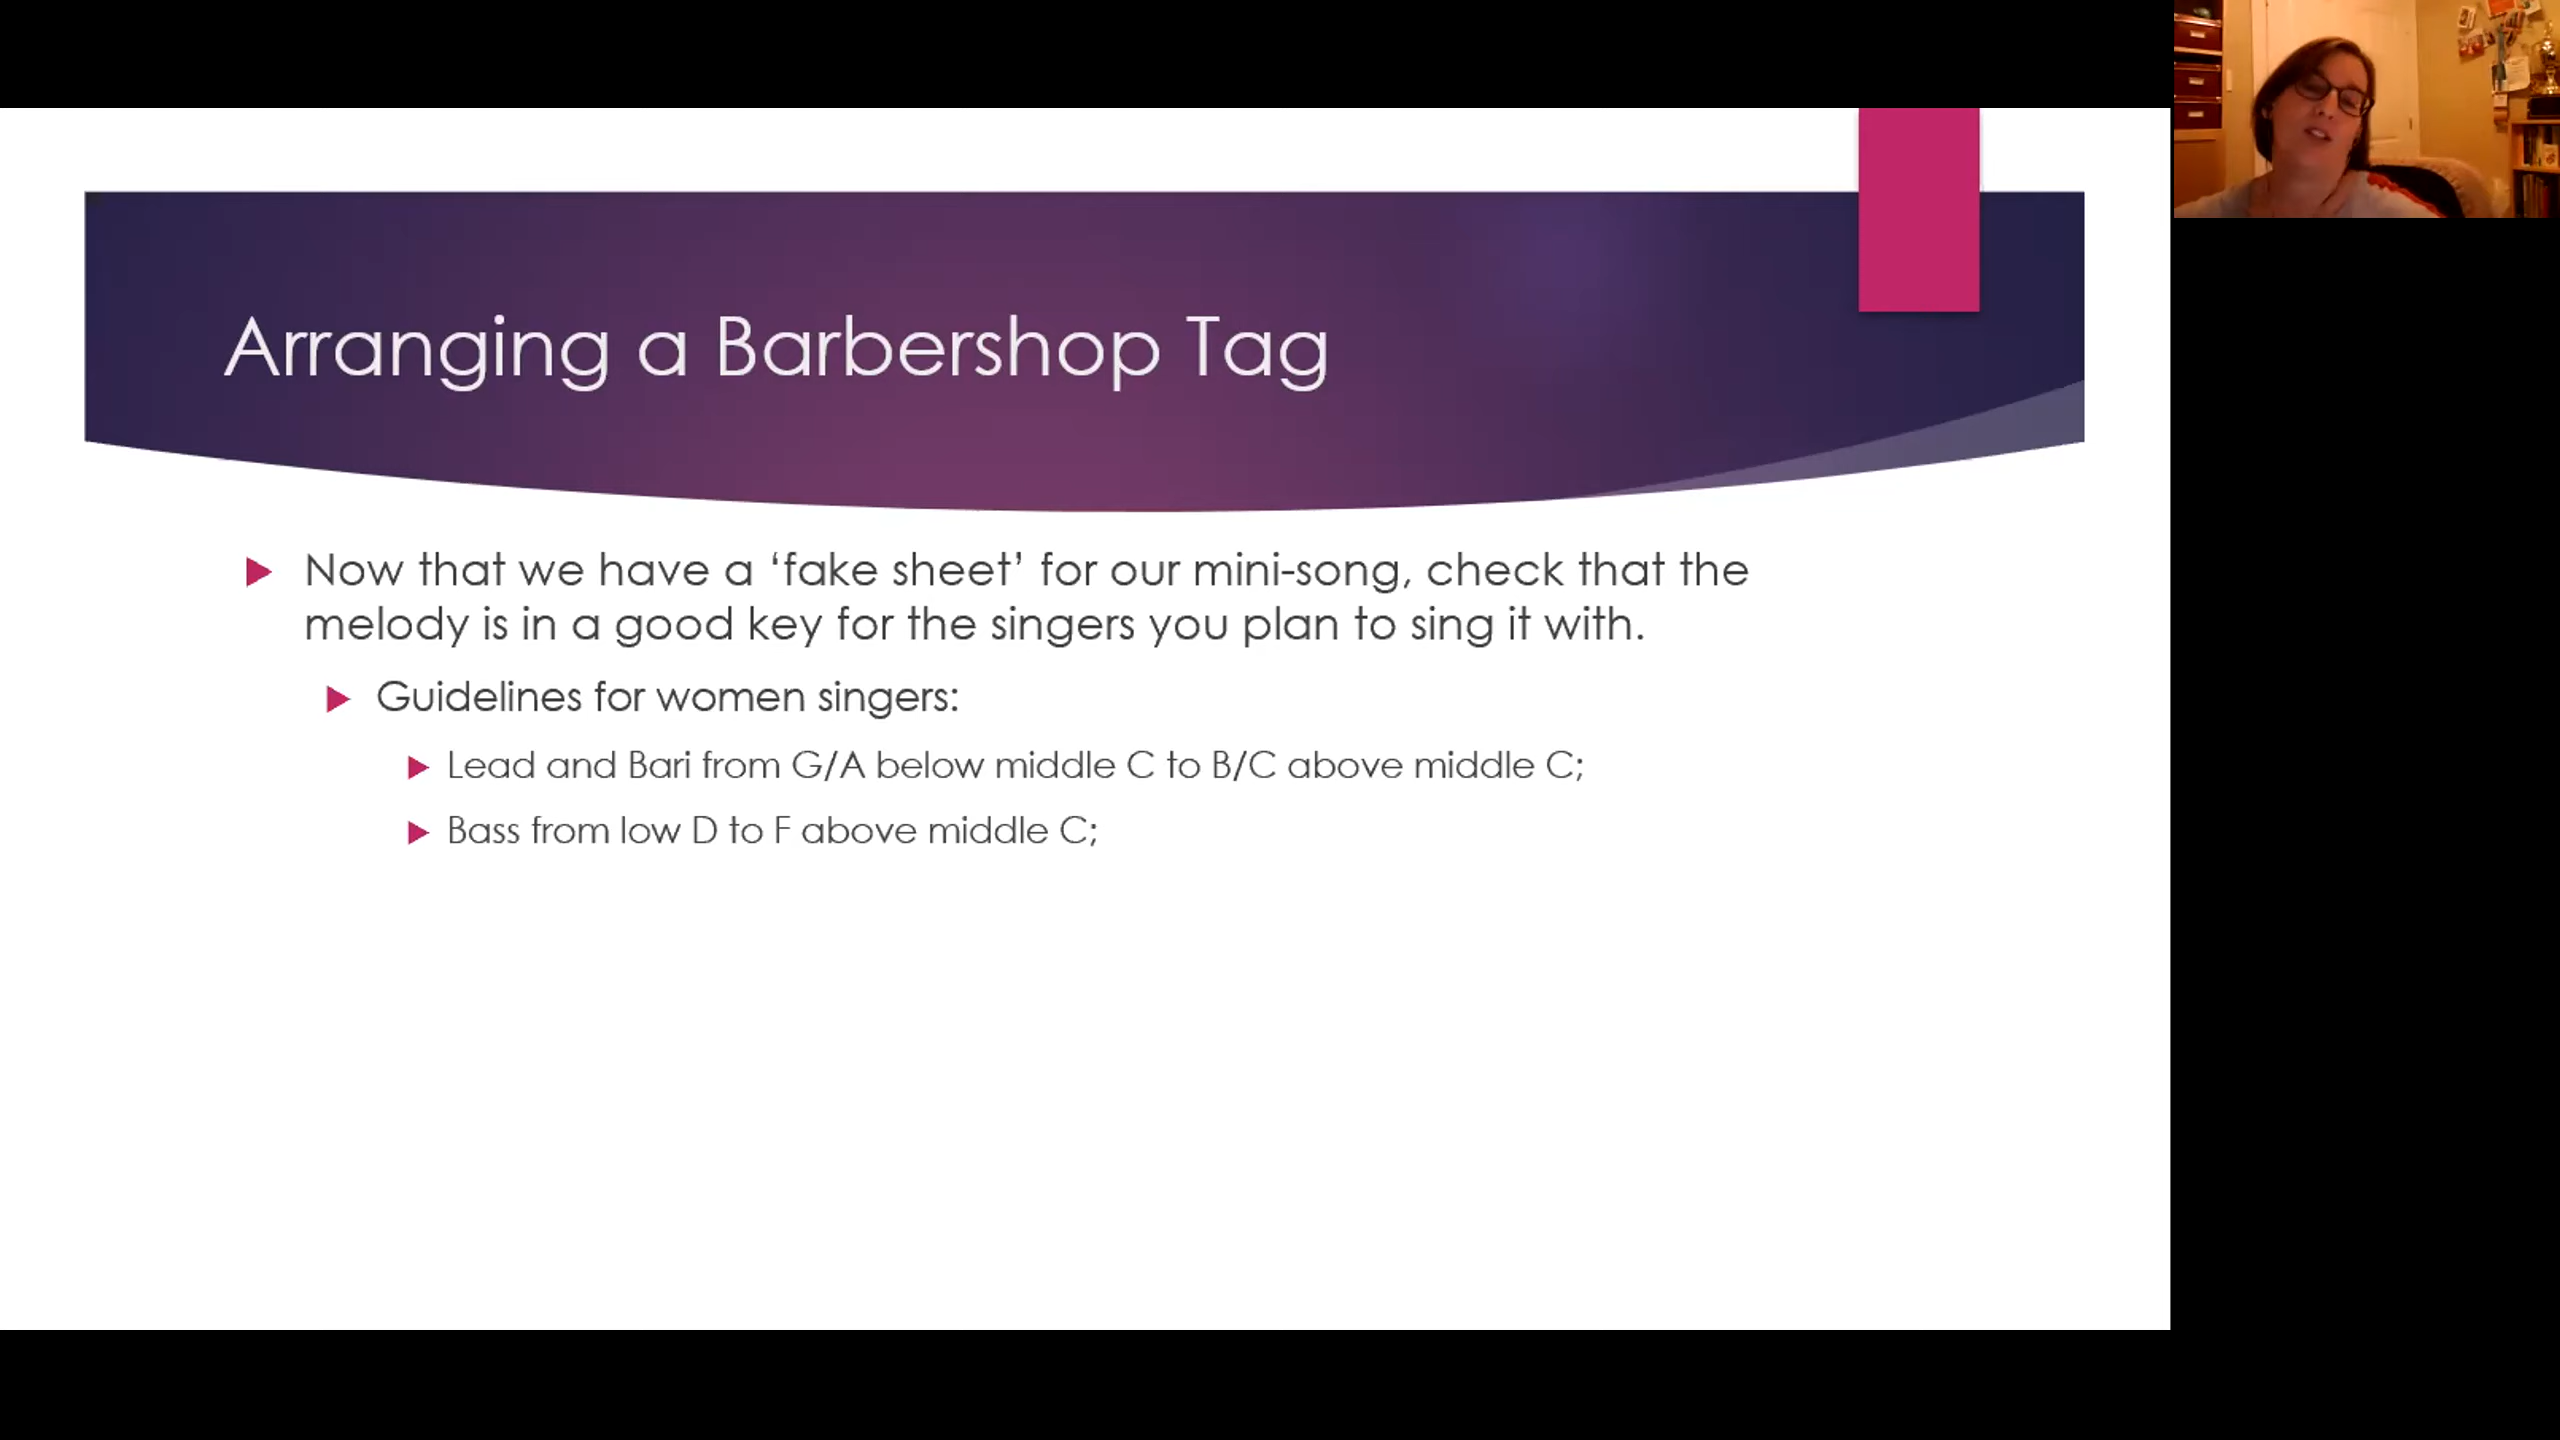 Arranging a Barbershop Tag
Now that we have a ‘fake sheet’ for our mini-song, check that the
melody is in a good key for the singers you plan to sing it with.
Guidelines for women singers:
Lead and Bari from G/A below middle C to B/C above middle C;
Bass from low D to F above middle C;